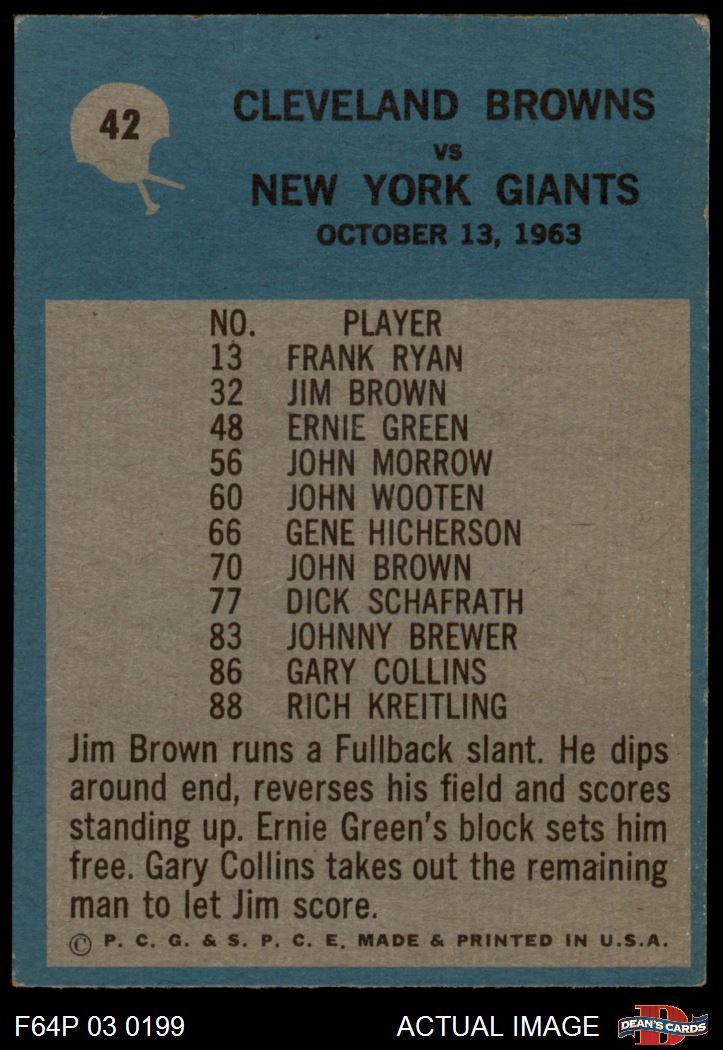 42
CLEVELAND BROWNS
VS
NEW YORK GIANTS
OCTOBER 13, 1963
NO. PLAYER
13 FRANK RYAN
32 JIM BROWN
48 ERNIE GREEN
56 JOHN MORROW
60 JOHN WOOTEN
66 GENE HICHERSON
70 JOHN BROWN
77 DICK SCHAFRATH
83 JOHNNY BREWER
86 GARY COLLINS
88 RICH KREITLING
Jim Brown runs a Fullback slant. He dips
around end, reverses his field and scores
standing up. Ernie Green's block sets him
free. Gary Collins takes out the remaining
man to let Jim score.
© P. C. G. & S. P. C. E. MADE & PRINTED IN U.S.A.
F64P 03 0199 ACTUAL IMAGE
D
DEAN'S CARDS